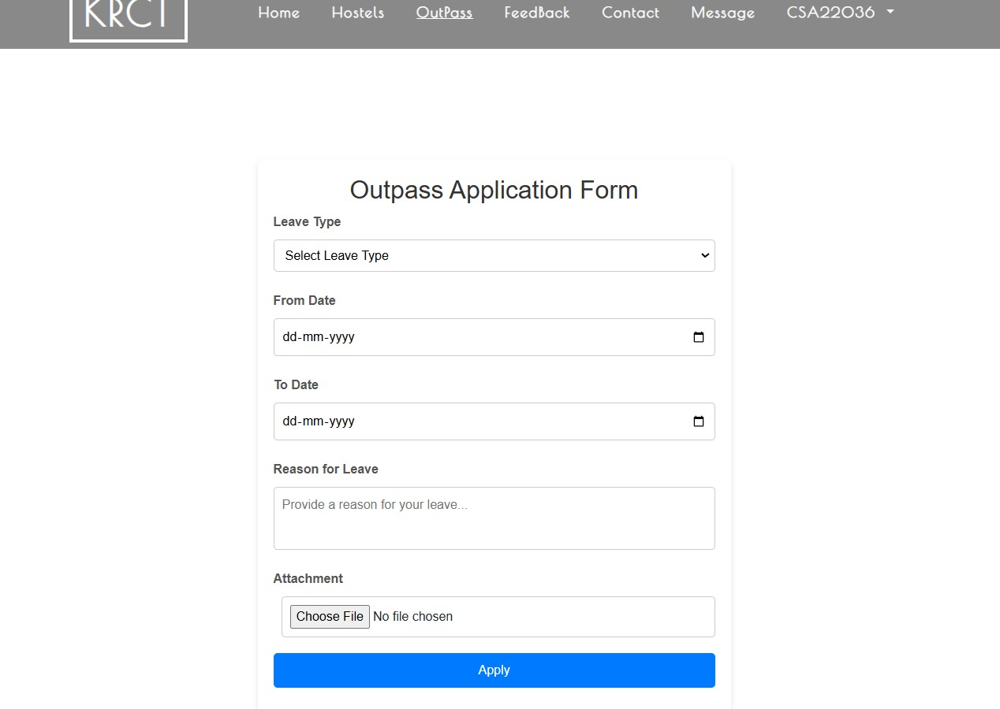 KRCT
Home Hostels OutPass FeedBack Contact Message CSA22036
Outpass Application Form
Leave Type
Select Leave Type
From Date
dd-mm-yyyy
To Date
dd-mm-yyyy
Reason for Leave
Provide a reason for your leave...
Attachment
Choose File No file chosen
Apply